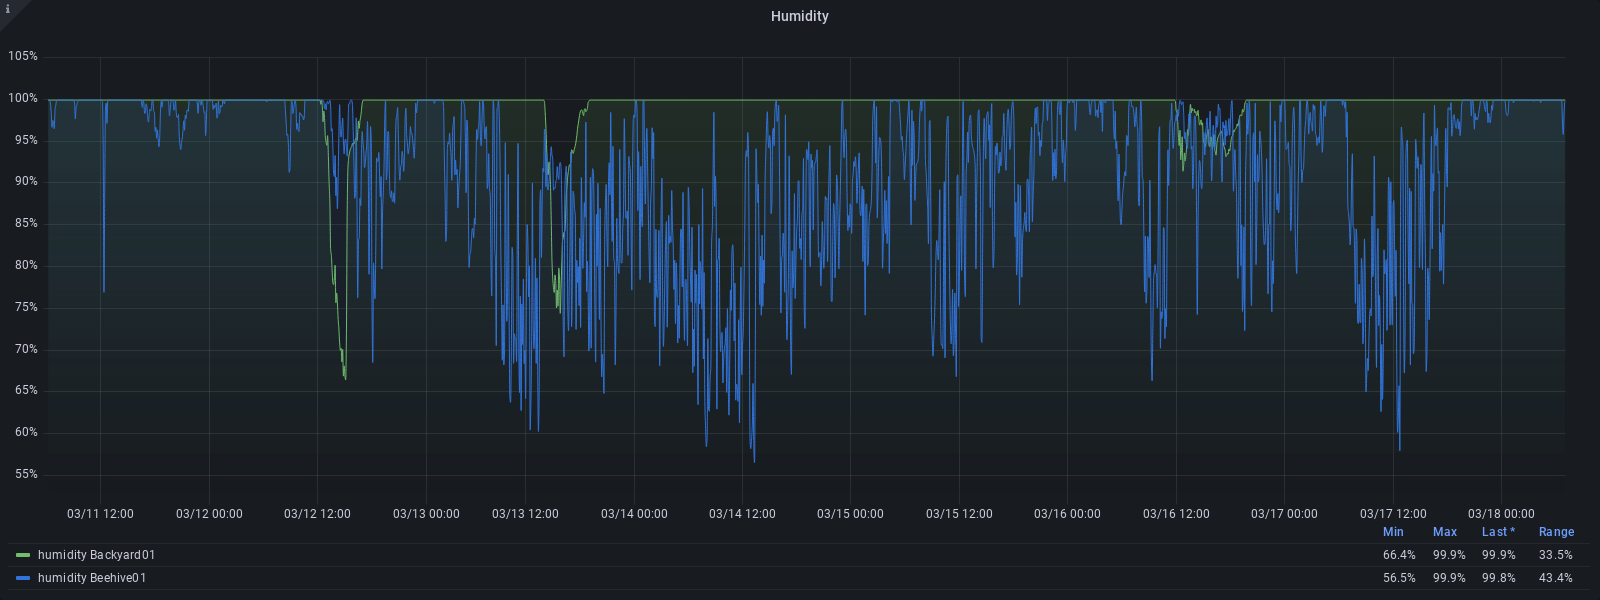 i
Humidity
105%
100%
95%
90%
85%
80%
75%
70%
65%
60%
55%
03/11 12:00 03/12 00:00 03/12 12:00 03/13 00:00 03/13 12:00 03/14 00:00 03/14 12:00 03/15 00:00 03/15 12:00 03/16 00:00 03/16 12:00 03/17 00:00 03/17 12:00 03/18 00:00
Min Max Last * Range
humidity Backyard01 66.4% 99.9% 99.9% 33.5%
humidity Beehive01 56.5% 99.9% 99.8% 43.4%